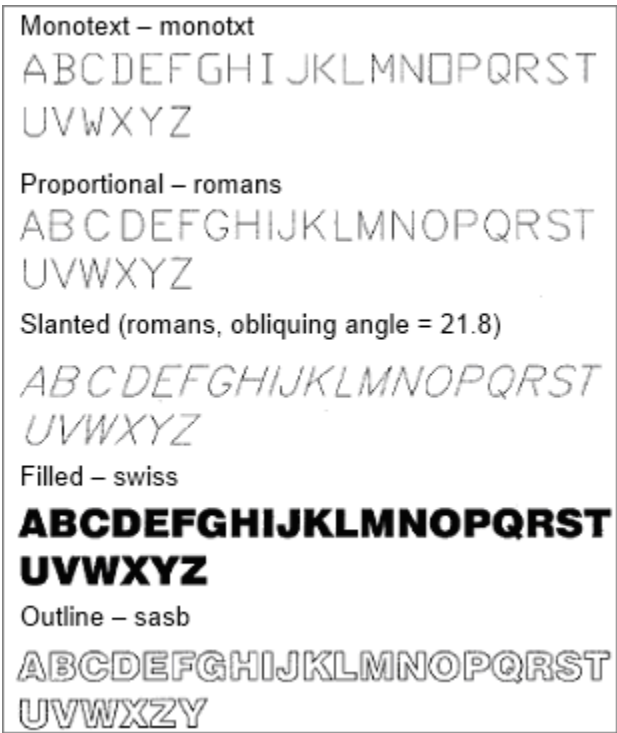 Monotext – monotxt
ABCDEFGHIJKLMNOPQRST
UVWXYZ
Proportional – romans
ABCDEFGHIJKLMNOPQRST
UVWXYZ
Slanted (romans, obliquing angle = 21.8)
ABCDEFGHIJKLMNOPQRST
UVWXYZ
Filled – swiss
ABCDEFGHIJKLMNOPQRST
UVWXYZ
Outline – sasb
ABCDEFGHIJKLMNOPQRST
UVWXZY